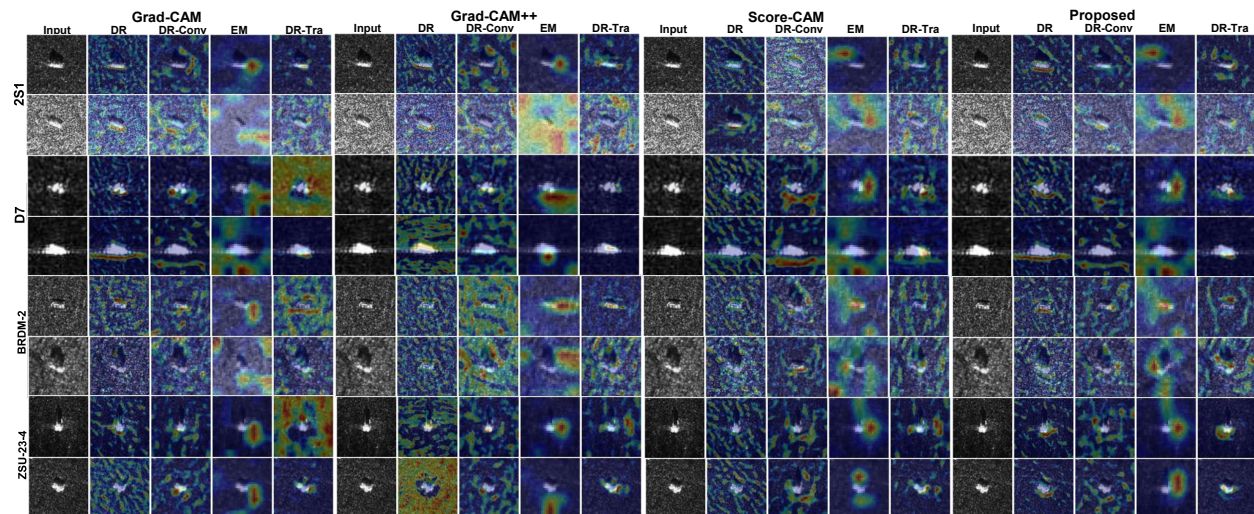 Grad-CAM Grad-CAM++ Score-CAM Proposed
Input DR DR-Conv EM DR-Tra Input DR DR-Conv EM DR-Tra Input DR DR-Conv EM DR-Tra Input DR DR-Conv EM DR-Tra
2S1
D7
BRDM-2
ZSU-23-4